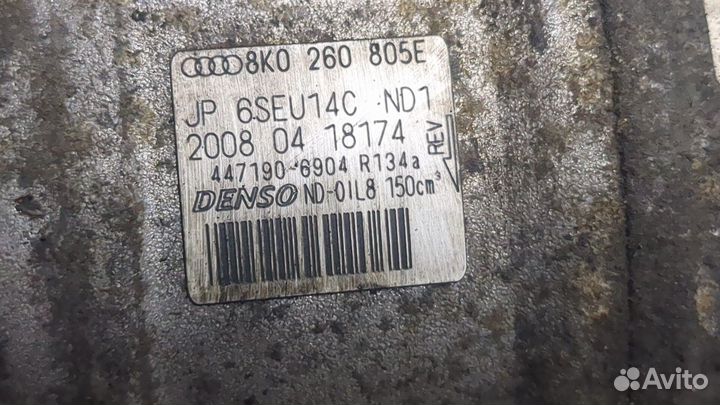 8K0 260 805E
JP 6SEU14C ND1
2008 04 18174
447190-6904 R134a
DENSO ND-OIL8 150cm³
REV
Avito